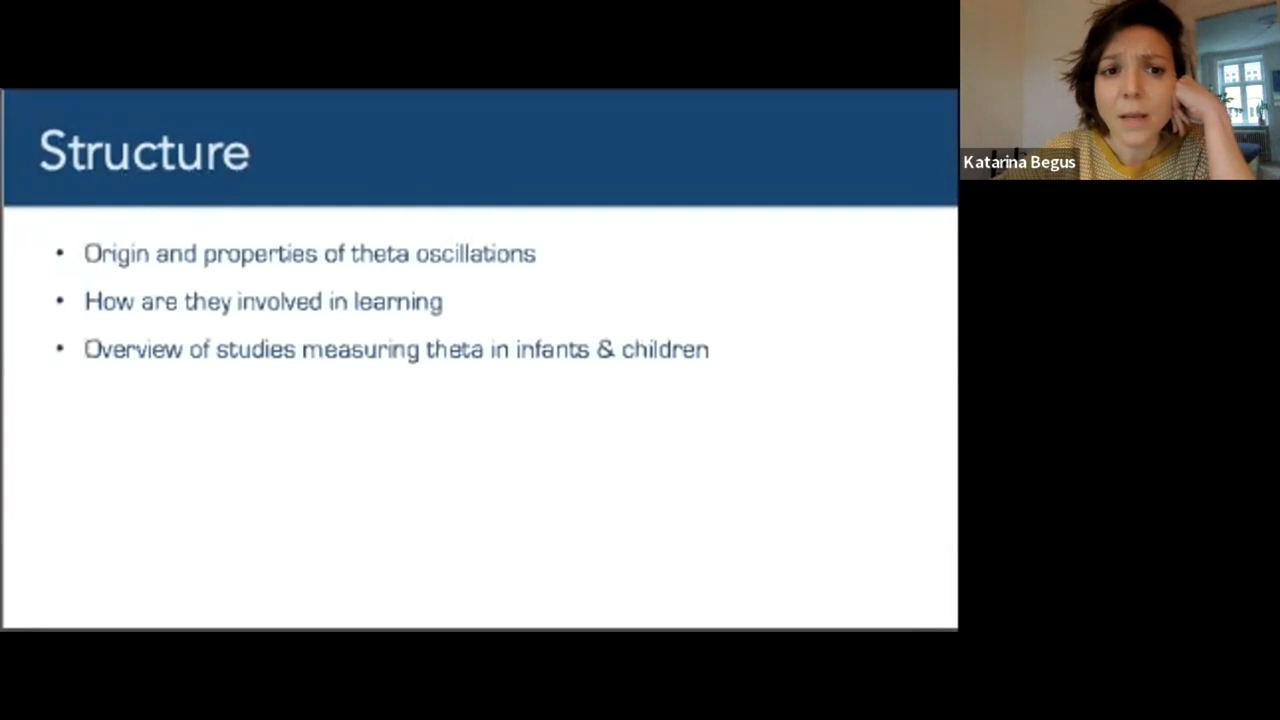 Structure
• Origin and properties of theta oscillations
• How are they involved in learning
• Overview of studies measuring theta in infants & children
Katarina Begus